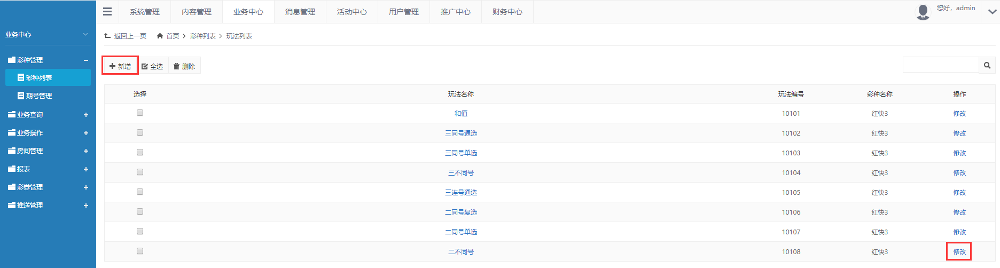 系统管理 内容管理 业务中心 消息管理 活动中心 用户管理 推广中心 财务中心 您好，admin
业务中心
返回上一页 首页 > 彩种列表 > 玩法列表
彩种管理
彩种列表
期号管理
业务查询
业务操作
房间管理
报表
彩券管理
推送管理
新增 全选 删除
选择 玩法名称 玩法编号 彩种名称 操作
和值 10101 红快3 修改
三同号通选 10102 红快3 修改
三同号单选 10103 红快3 修改
三不同号 10104 红快3 修改
三连号通选 10105 红快3 修改
二同号复选 10106 红快3 修改
二同号单选 10107 红快3 修改
二不同号 10108 红快3 修改